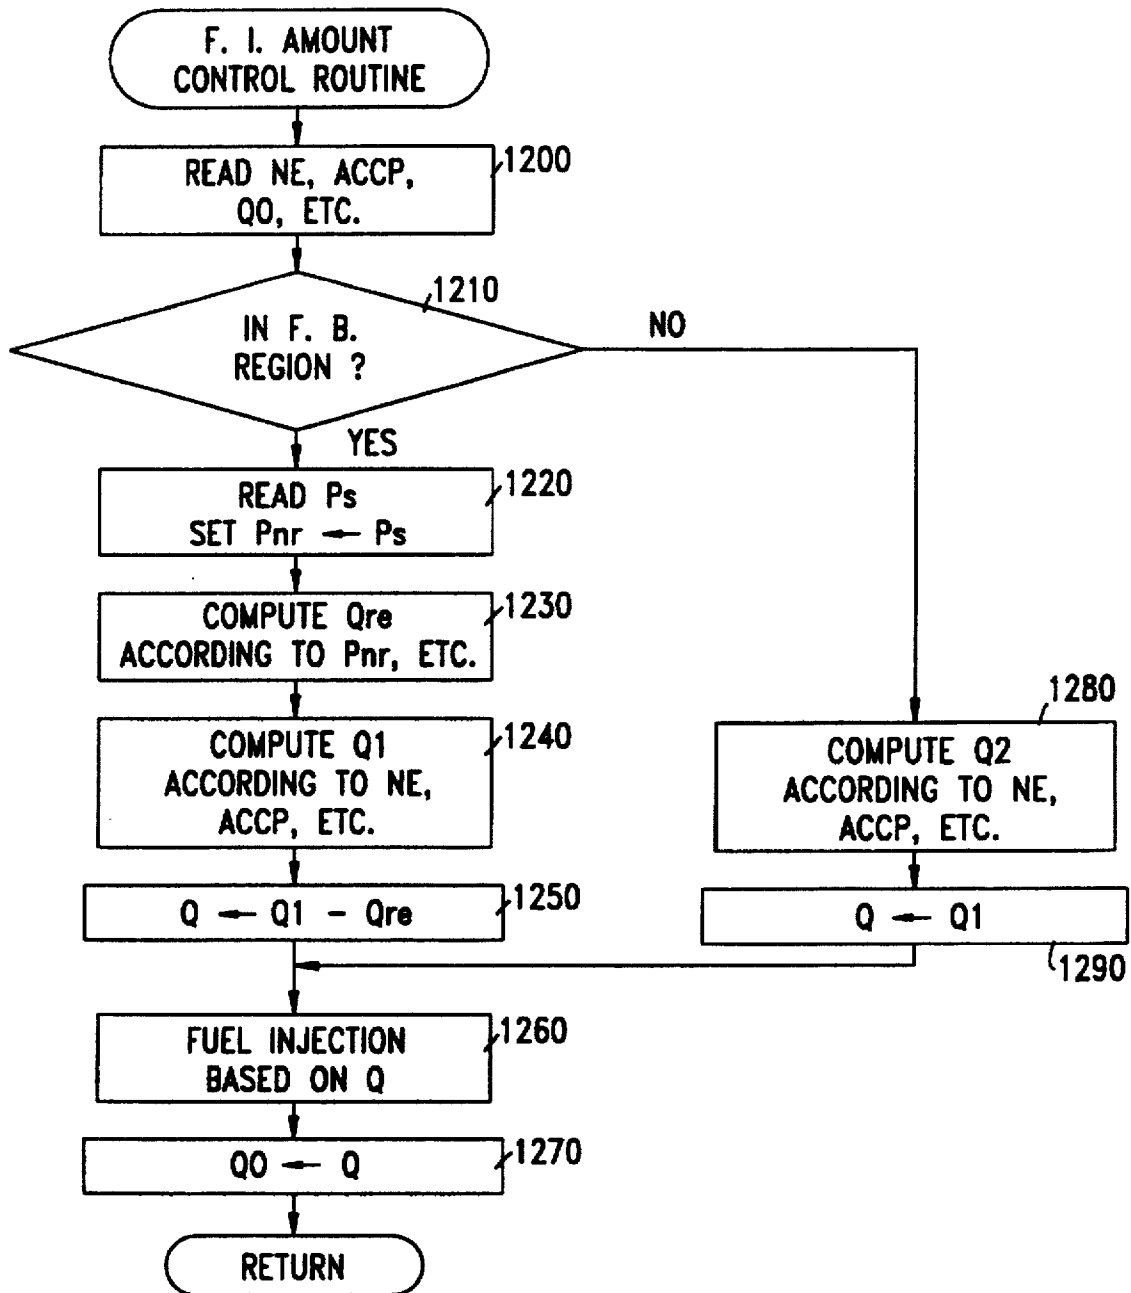 F. I. AMOUNT
CONTROL ROUTINE
READ NE, ACCP,
QO, ETC.
1200
IN F. B.
REGION ?
1210
NO
YES
READ Ps
SET Pnr ← Ps
1220
COMPUTE Qre
ACCORDING TO Pnr, ETC.
1230
COMPUTE Q1
ACCORDING TO NE,
ACCP, ETC.
1240
Q ← Q1 - Qre
1250
COMPUTE Q2
ACCORDING TO NE,
ACCP, ETC.
1280
Q ← Q1
1290
FUEL INJECTION
BASED ON Q
1260
QO ← Q
1270
RETURN